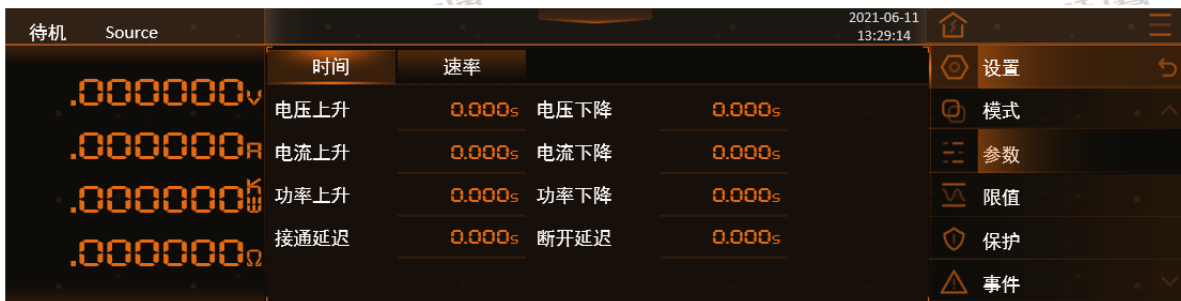 待机 Source
2021-06-11
13:29:14
.000000V
.000000A
.000000kW
.000000Ω
时间 速率
电压上升 0.000s 电压下降 0.000s
电流上升 0.000s 电流下降 0.000s
功率上升 0.000s 功率下降 0.000s
接通延迟 0.000s 断开延迟 0.000s
设置
模式
参数
限值
保护
事件